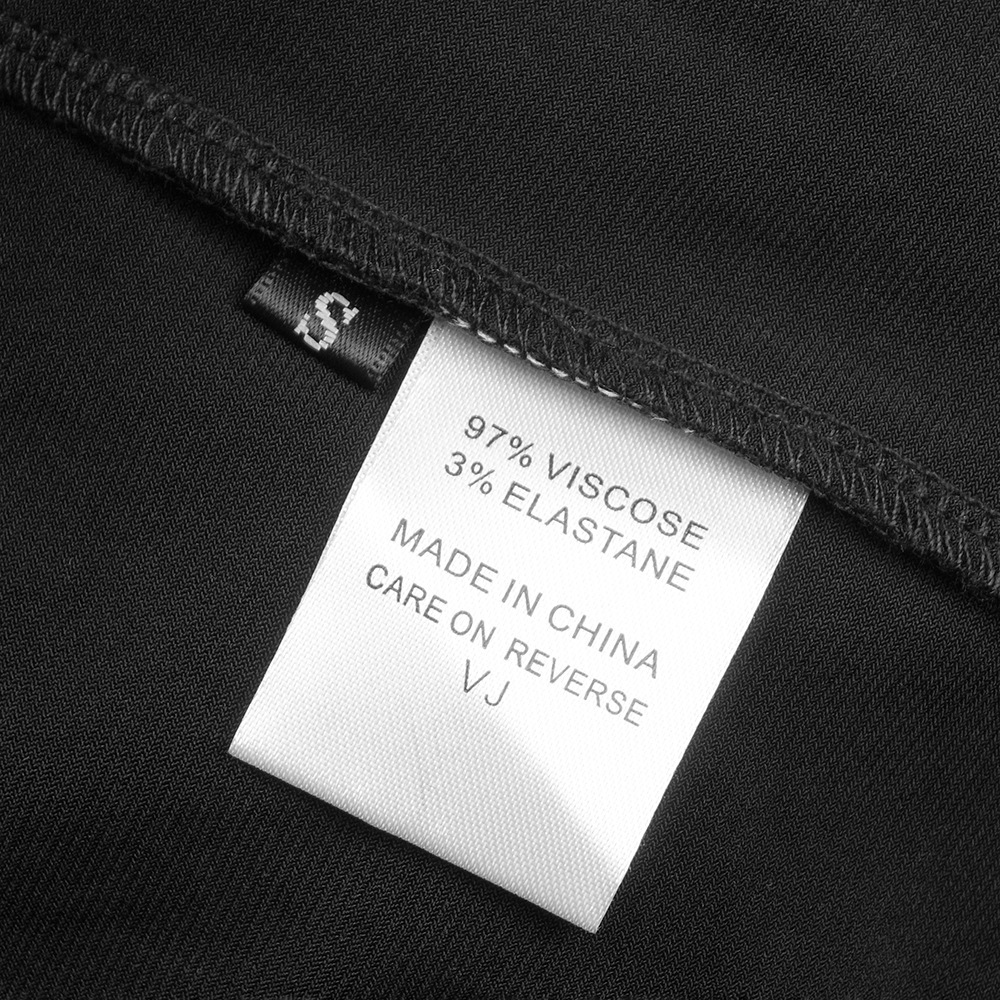 S
97% VISCOSE
3% ELASTANE
MADE IN CHINA
CARE ON REVERSE
VJ